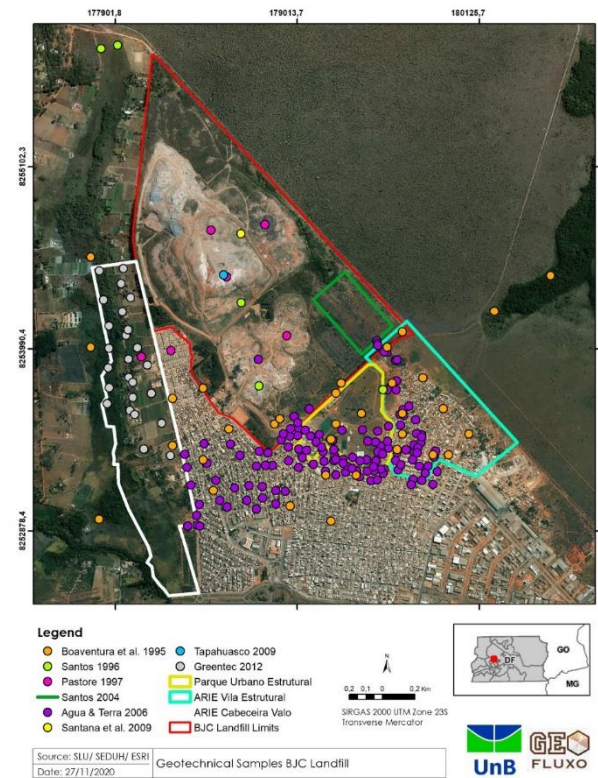 177901,8 179013,7 180125,7
8255102,3
8253990,4
8252878,4
Legend
Boaventura et al. 1995
Santos 1996
Pastore 1997
Santos 2004
Agua & Terra 2006
Santana et al. 2009
Tapahuasco 2009
Greentec 2012
Parque Urbano Estrutural
ARIE Vila Estrutural
ARIE Cabeceira Valo
BJC Landfill Limits
N
0,2 0,1 0 0,2 Km
SIRGAS 2000 UTM Zone 23S
Transverse Mercator
DF
GO
MG
Source: SLU/ SEDUH/ ESRI
Date: 27/11/2020
Geotechnical Samples BJC Landfill
UnB
GEO
FLUXO